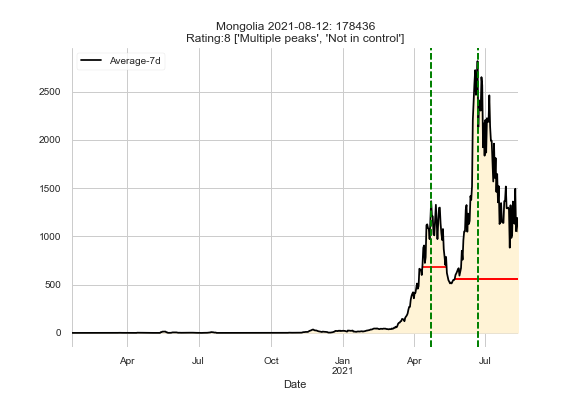 Mongolia 2021-08-12: 178436
Rating:8 ['Multiple peaks', 'Not in control']
Average-7d
2500
2000
1500
1000
500
0
Apr Jul Oct Jan Apr Jul
2021
Date